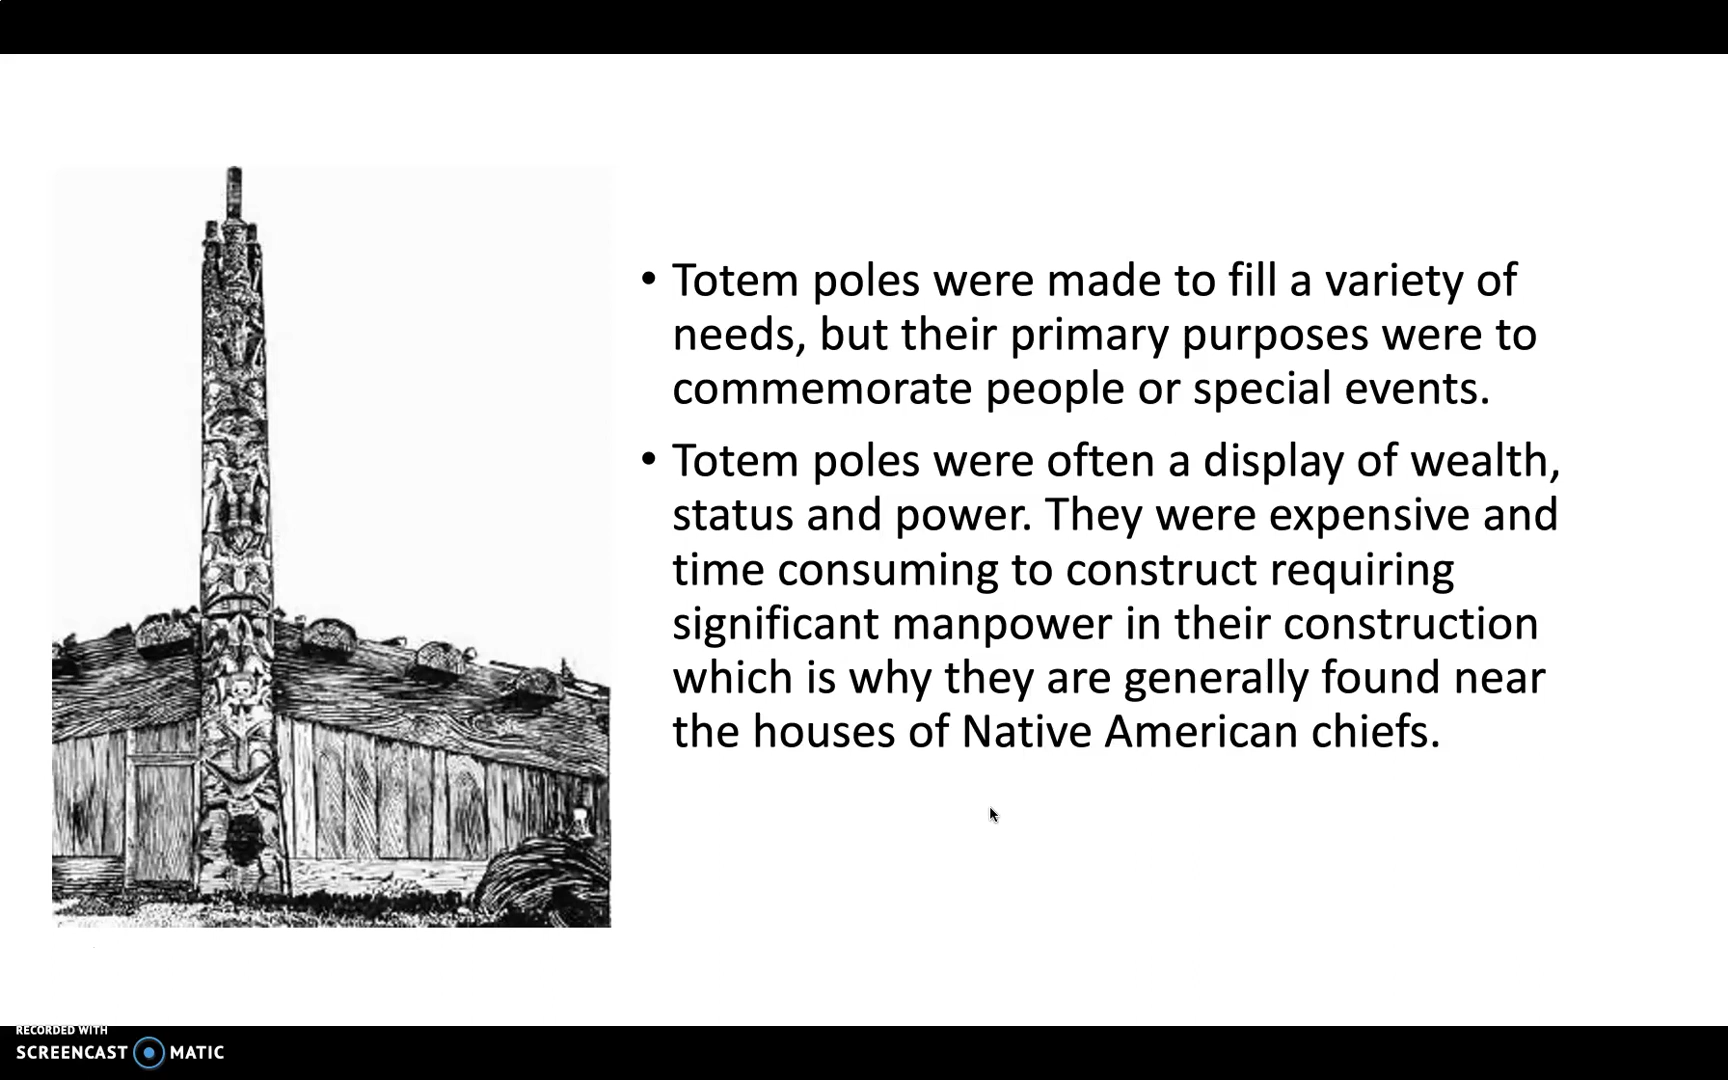 • Totem poles were made to fill a variety of
needs, but their primary purposes were to
commemorate people or special events.
• Totem poles were often a display of wealth,
status and power. They were expensive and
time consuming to construct requiring
significant manpower in their construction
which is why they are generally found near
the houses of Native American chiefs.
RECORDED WITH
SCREENCAST MATIC